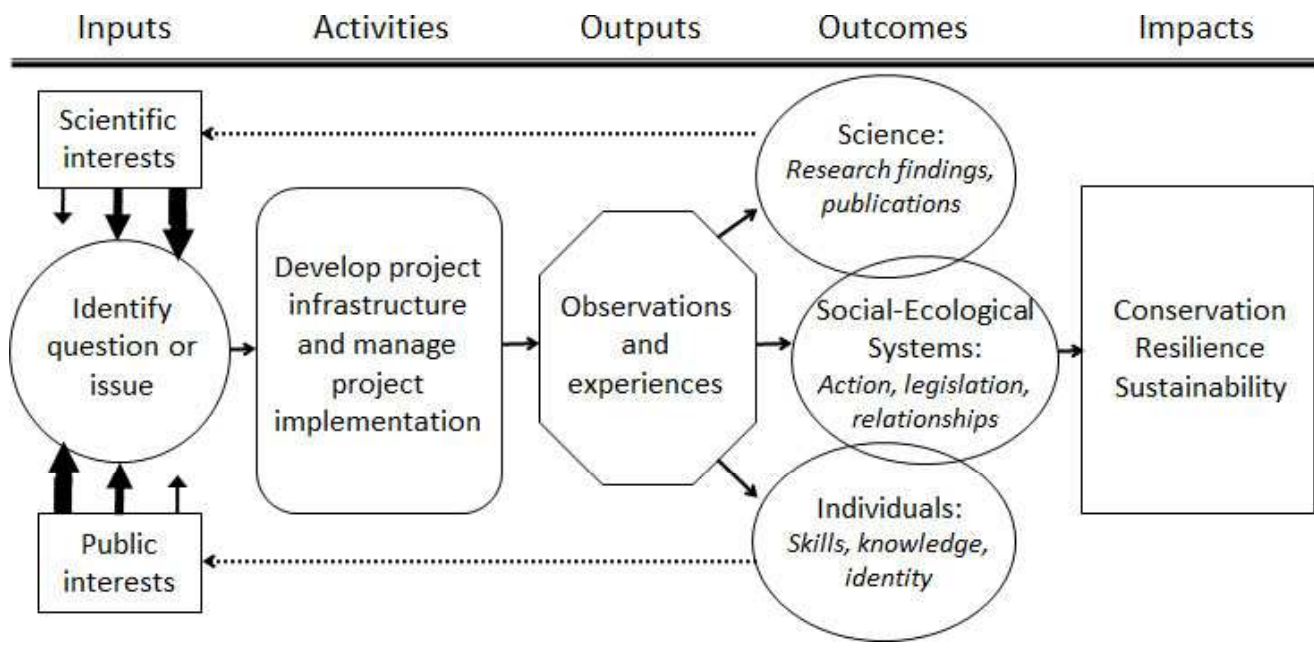 Inputs
Activities
Outputs
Outcomes
Impacts
Scientific
interests
Identify
question or
issue
Public
interests
Develop project
infrastructure
and manage
project
implementation
Observations
and
experiences
Science:
Research findings,
publications
Social-Ecological
Systems:
Action, legislation,
relationships
Individuals:
Skills, knowledge,
identity
Conservation
Resilience
Sustainability